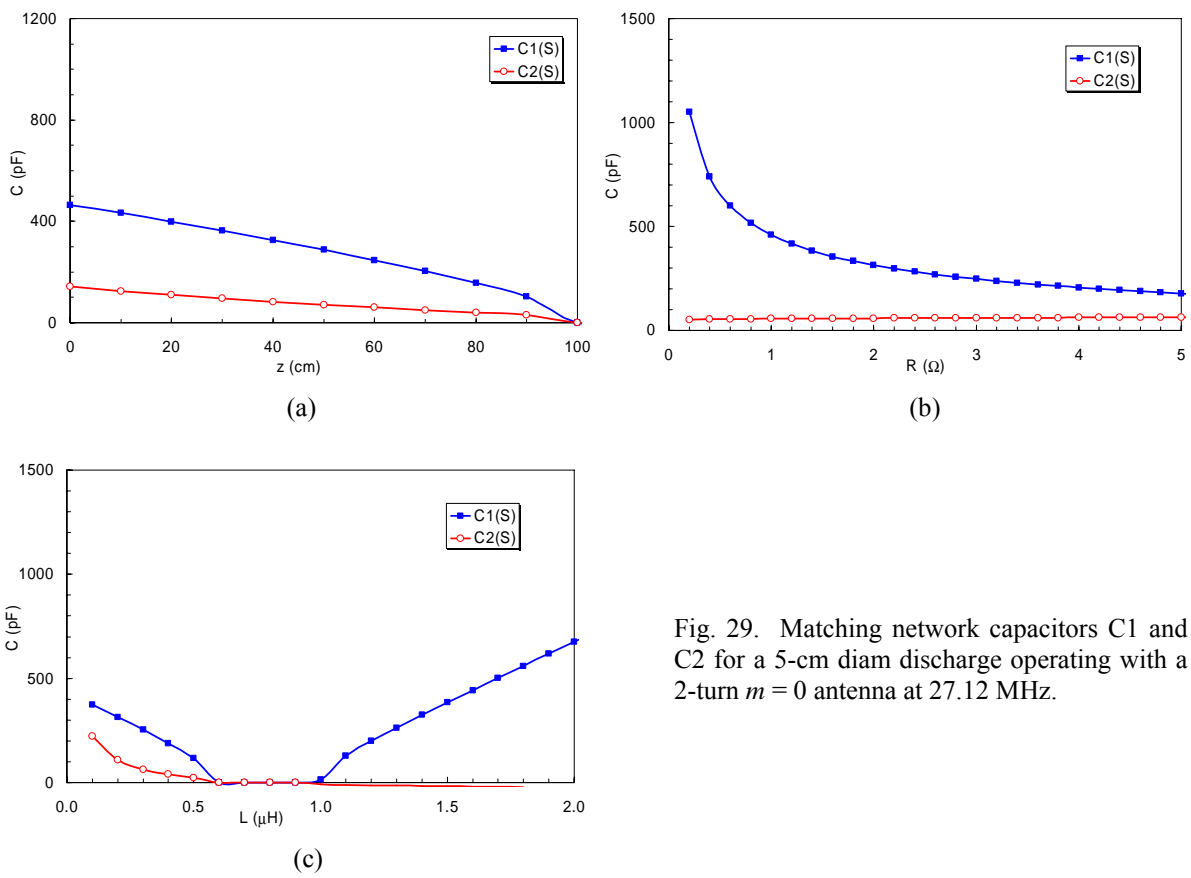 1200
800
400
0
C (pF)
C1(S)
C2(S)
0 20 40 60 80 100
z (cm)
(a)
1500
1000
500
0
C (pF)
C1(S)
C2(S)
0 1 2 3 4 5
R (Ω)
(b)
1500
1000
500
0
C (pF)
C1(S)
C2(S)
0.0 0.5 1.0 1.5 2.0
L (μH)
(c)
Fig. 29. Matching network capacitors C1 and
C2 for a 5-cm diam discharge operating with a
2-turn m = 0 antenna at 27.12 MHz.